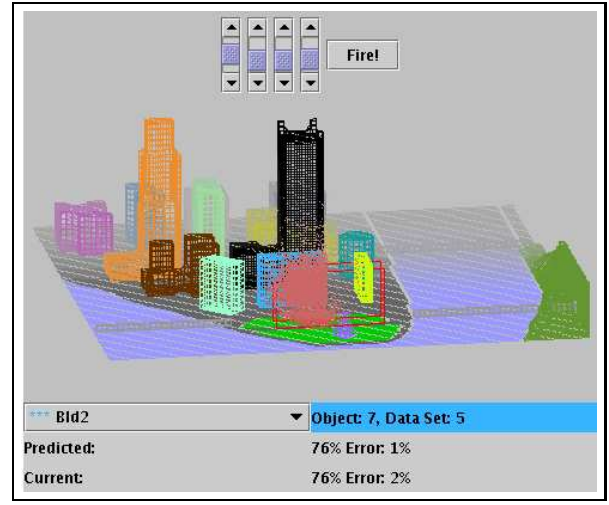 Fire!
*** Bld2
Object: 7, Data Set: 5
Predicted:
76% Error: 1%
Current:
76% Error: 2%